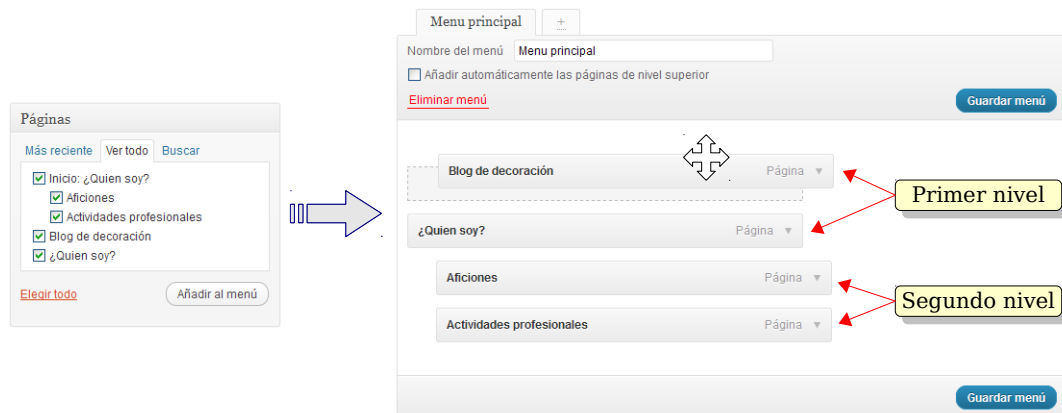 Menu principal
+
Nombre del menú Menu principal
Añadir automáticamente las páginas de nivel superior
Eliminar menú
Guardar menú
Páginas
Más reciente Ver todo Buscar
Inicio: ¿Quien soy?
Aficiones
Actividades profesionales
Blog de decoración
¿Quien soy?
Elegir todo
Añadir al menú
Blog de decoración Página
Primer nivel
¿Quien soy? Página
Aficiones Página
Segundo nivel
Actividades profesionales Página
Guardar menú